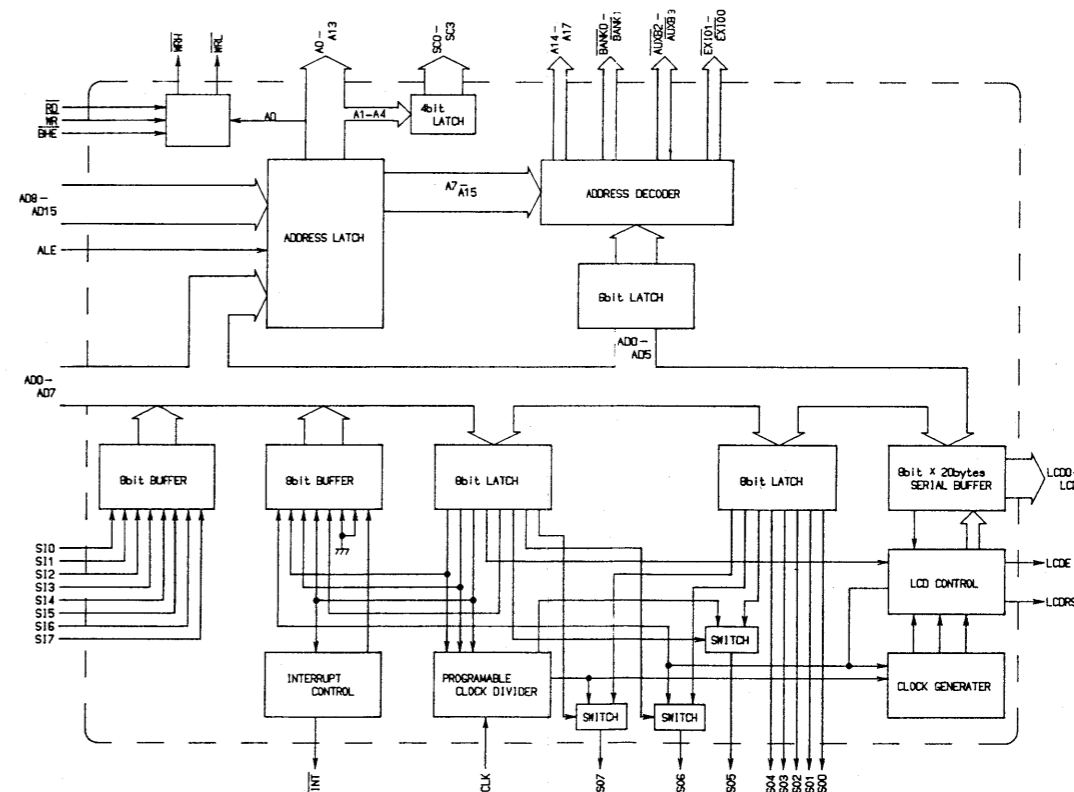 WRH
WRL
A0-
A13
SC0-
SC3
A14-
A17
BANK0-
BANK1
AUXB2-
AUXB3
EXIO1-
EXIO0
RD
WR
BHE
A0
A1-A4
4bit
LATCH
AD8-
AD15
A7-
A15
ADDRESS DECODER
ADDRESS LATCH
ALE
6bit LATCH
AD0-
AD5
AD0-
AD7
8bit BUFFER
8bit BUFFER
8bit LATCH
8bit LATCH
8bit × 20bytes
SERIAL BUFFER
LCD0-
LC
SI0
SI1
SI2
SI3
SI4
SI5
SI6
SI7
LCD CONTROL
LCDE
LCDRS
SWITCH
INTERRUPT
CONTROL
PROGRAMABLE
CLOCK DIVIDER
SWITCH
SWITCH
CLOCK GENERATER
INT
CLK
SO7
SO6
SO5
SO4
SO3
SO2
SO1
SO0